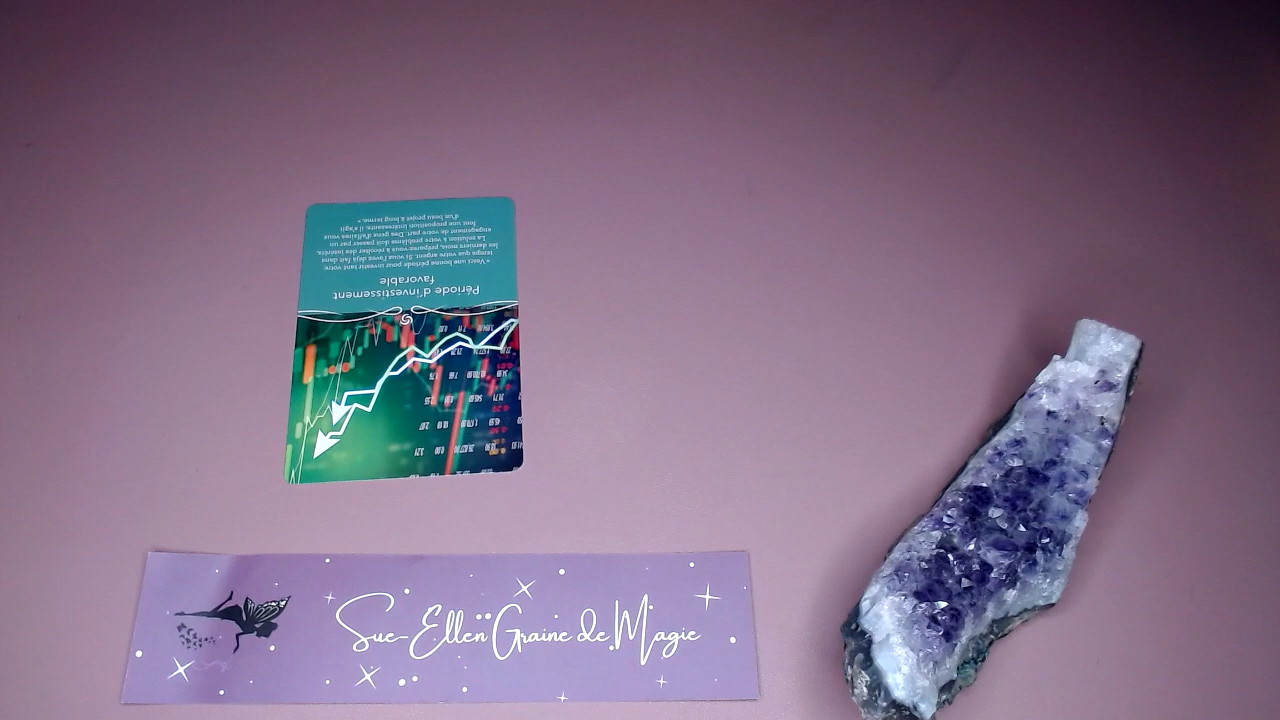 Période d'investissement
favorable
« Voici une bonne période pour investir tant votre
temps que votre argent. Si vous l'avez déjà fait dans
les derniers mois, préparez-vous à récolter des intérêts.
La solution à votre problème doit passer par un
engagement de votre part. Des gens d'affaires vous
font une proposition intéressante, il s'agit
d'un beau projet à long terme. »
Sue-Ellen Graine de Magie